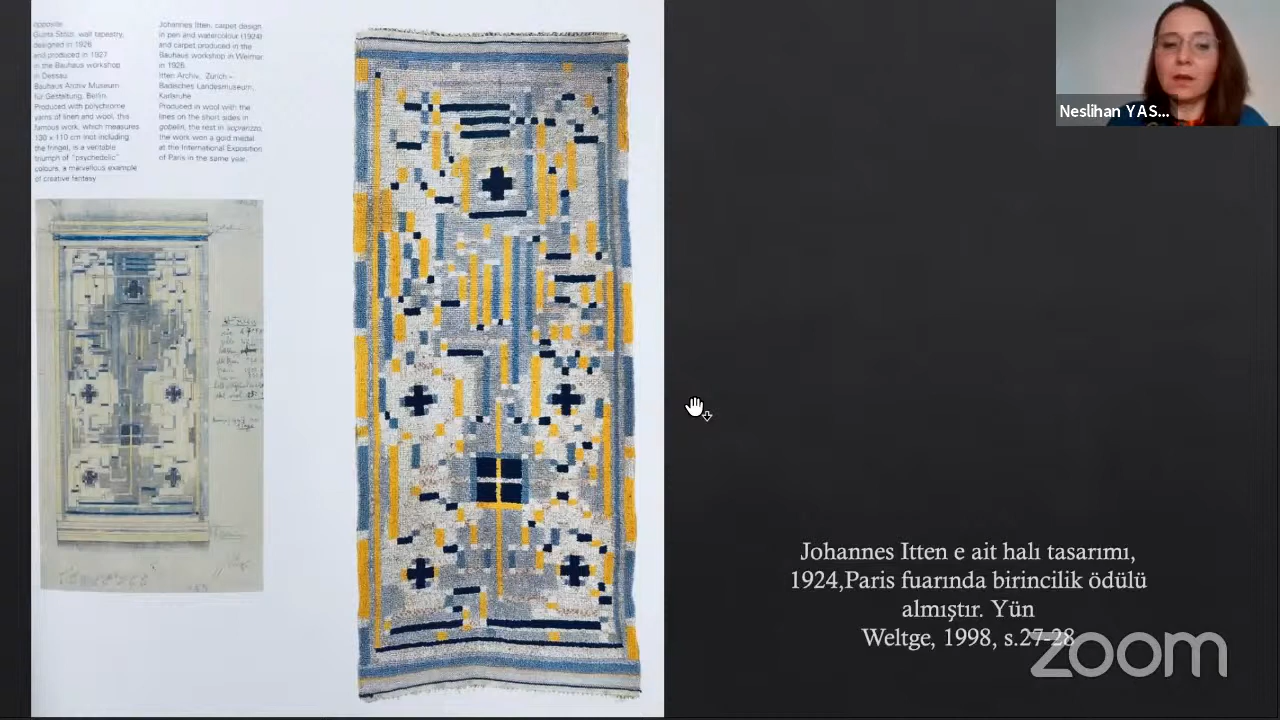 opposite
Gunta Stölzl, wall tapestry,
designed in 1926
and produced in 1927
in the Bauhaus workshop
in Dessau.
Bauhaus Archiv Museum
für Gestaltung, Berlin.
Produced with polychrome
yarns of linen and wool, this
famous work, which measures
130 x 110 cm (not including
the fringe), is a veritable
triumph of "psychedelic"
colours, a marvellous example
of creative fantasy
Johannes Itten, carpet design
in pen and watercolour (1924)
and carpet produced in the
Bauhaus workshop in Weimar
in 1925.
Itten Archiv, Zurich –
Badisches Landesmuseum,
Karlsruhe
Produced in wool with the
lines on the short sides in
gobelin, the rest in
the work won a gold medal
at the International Exposition
of Paris in the same year.
Neslihan YAS...
Johannes Itten e ait halı tasarımı,
1924,Paris fuarında birincilik ödülü
almıştır. Yün
Weltge, 1998, s.27-28
zoom